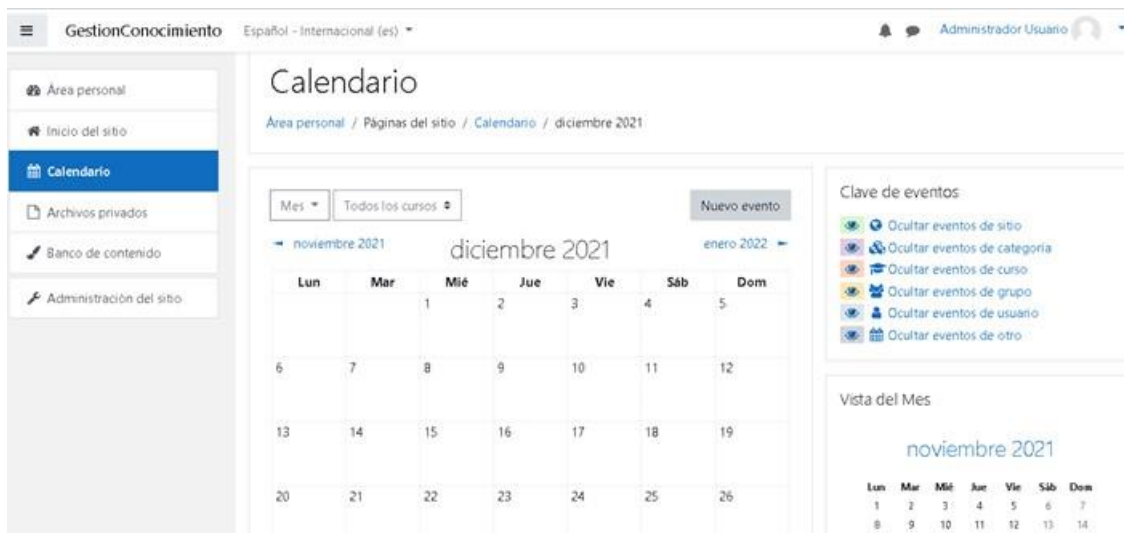 GestionConocimiento Español - Internacional (es) Administrador Usuario
Área personal
Inicio del sitio
Calendario
Archivos privados
Banco de contenido
Administración del sitio
Calendario
Área personal / Páginas del sitio / Calendario / diciembre 2021
Mes Todos los cursos Nuevo evento
noviembre 2021 diciembre 2021 enero 2022
Lun Mar Mié Jue Vie Sáb Dom
1 2 3 4 5
6 7 8 9 10 11 12
13 14 15 16 17 18 19
20 21 22 23 24 25 26
Clave de eventos
Ocultar eventos de sitio
Ocultar eventos de categoría
Ocultar eventos de curso
Ocultar eventos de grupo
Ocultar eventos de usuario
Ocultar eventos de otro
Vista del Mes
noviembre 2021
Lun Mar Mié Jue Vie Sáb Dom
1 2 3 4 5 6 7
8 9 10 11 12 13 14